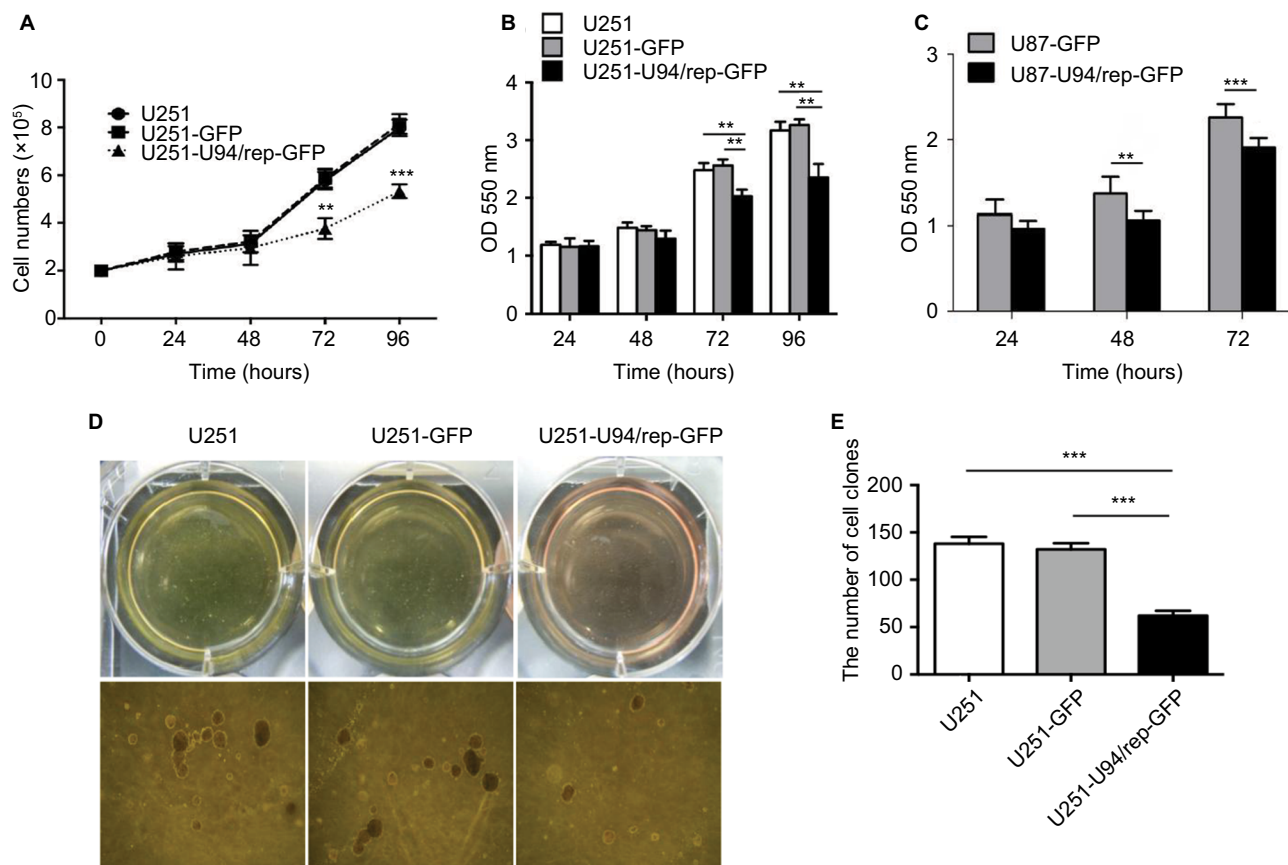 A
Cell numbers (×10⁵)
10
8
6
4
2
0
U251
U251-GFP
U251-U94/rep-GFP
**
***
0 24 48 72 96
Time (hours)
B
U251
U251-GFP
U251-U94/rep-GFP
OD 550 nm
4
3
2
1
0
**
**
**
**
24 48 72 96
Time (hours)
C
U87-GFP
U87-U94/rep-GFP
OD 550 nm
3
2
1
0
**
***
24 48 72
Time (hours)
D
U251 U251-GFP U251-U94/rep-GFP
E
The number of cell clones
200
150
100
50
0
***
***
U251
U251-GFP
U251-U94/rep-GFP